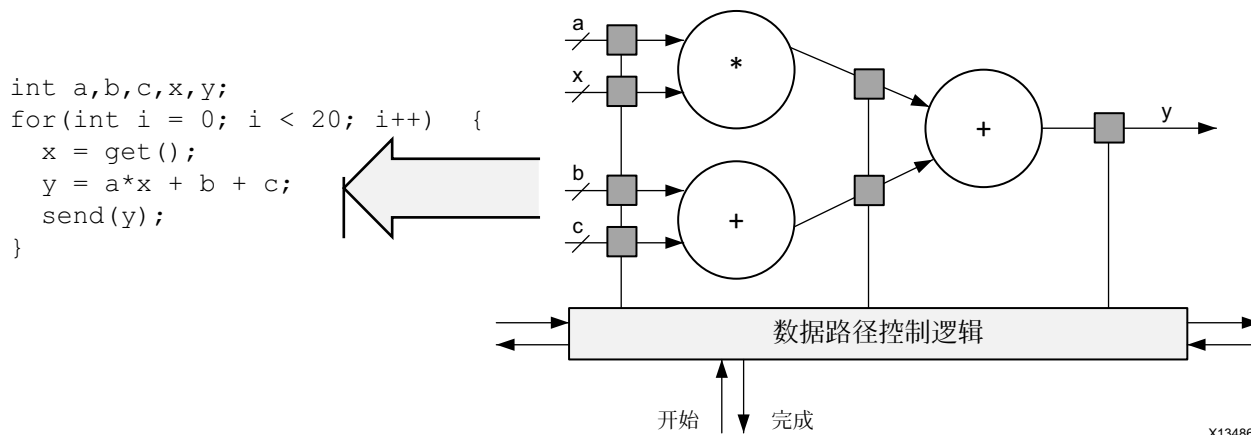 int a,b,c,x,y;
for(int i = 0; i < 20; i++) {
  x = get();
  y = a*x + b + c;
  send(y);
}
a
x
*
b
c
+
+
y
数据路径控制逻辑
开始
完成
X13486